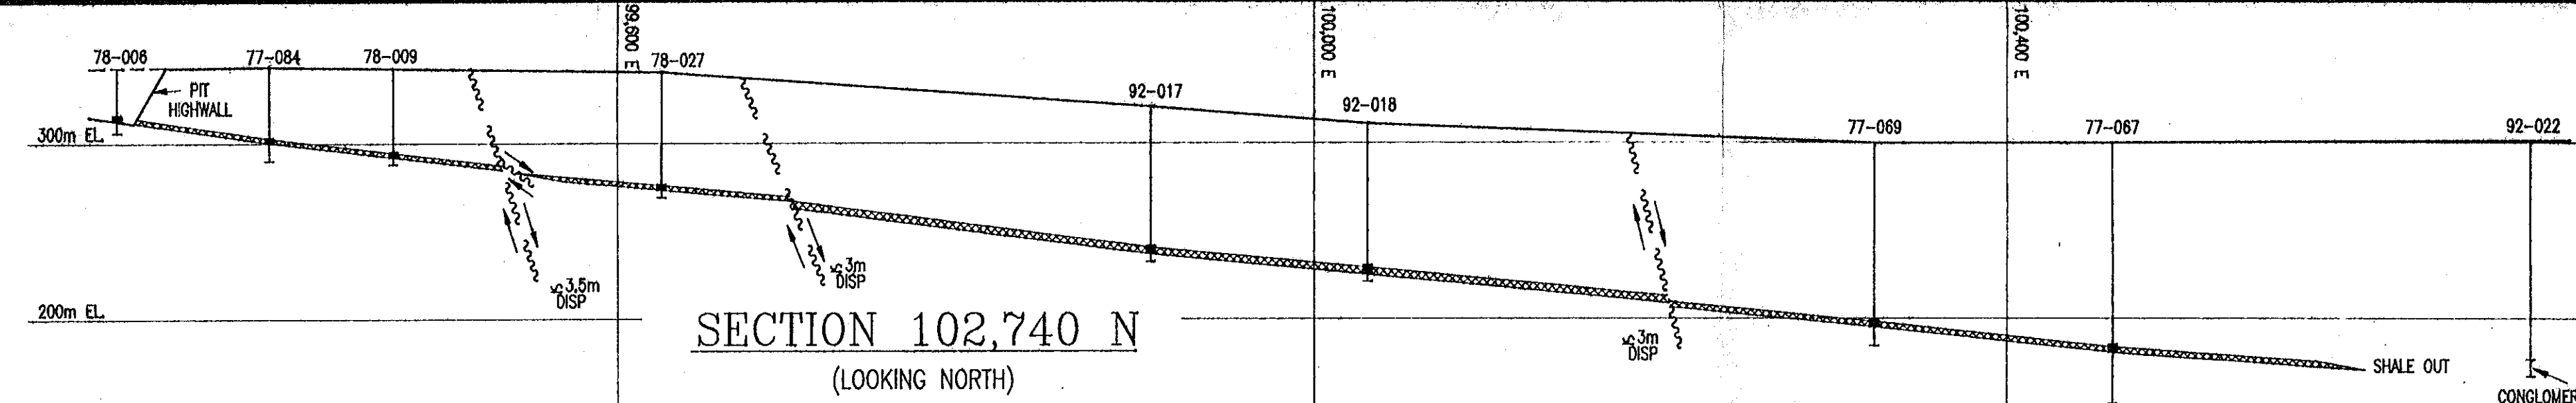 99,600 E
100,000 E
100,400 E
78-006
77-084
78-009
78-027
92-017
92-018
77-069
77-067
92-022
PIT
HIGHWALL
300m EL.
200m EL.
3.5m
DISP
3m
DISP
3m
DISP
SECTION 102,740 N
(LOOKING NORTH)
SHALE OUT
CONGLOMER